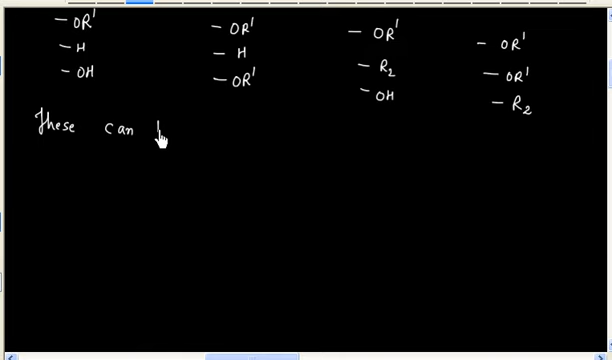 - OR' - OR' - OR' - OR'
- H - H - R2 - OR'
- OH - OR' - OH - R2
These can